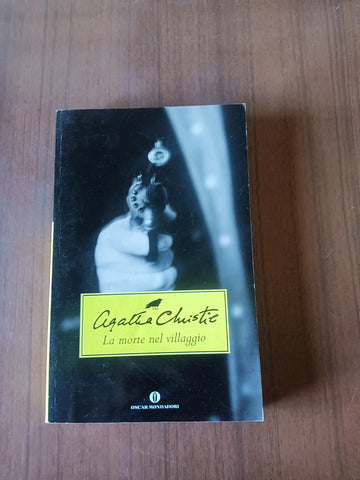 Agatha Christie
La morte nel villaggio
OSCAR MONDADORI